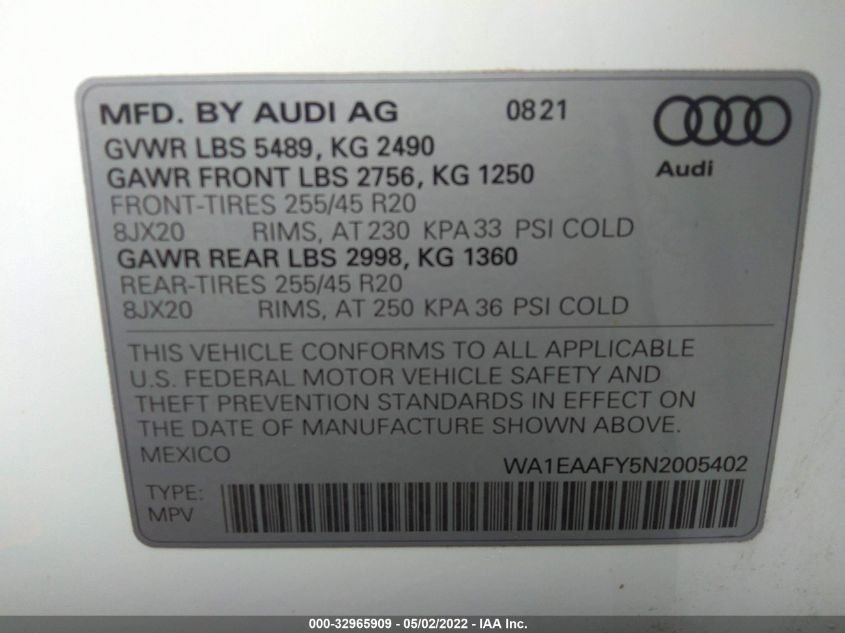 MFD. BY AUDI AG 0821
Audi
GVWR LBS 5489, KG 2490
GAWR FRONT LBS 2756, KG 1250
FRONT-TIRES 255/45 R20
8JX20 RIMS, AT 230 KPA 33 PSI COLD
GAWR REAR LBS 2998, KG 1360
REAR-TIRES 255/45 R20
8JX20 RIMS, AT 250 KPA 36 PSI COLD
THIS VEHICLE CONFORMS TO ALL APPLICABLE
U.S. FEDERAL MOTOR VEHICLE SAFETY AND
THEFT PREVENTION STANDARDS IN EFFECT ON
THE DATE OF MANUFACTURE SHOWN ABOVE.
MEXICO
WA1EAAFY5N2005402
TYPE:
MPV
000-32965909 - 05/02/2022 - IAA Inc.